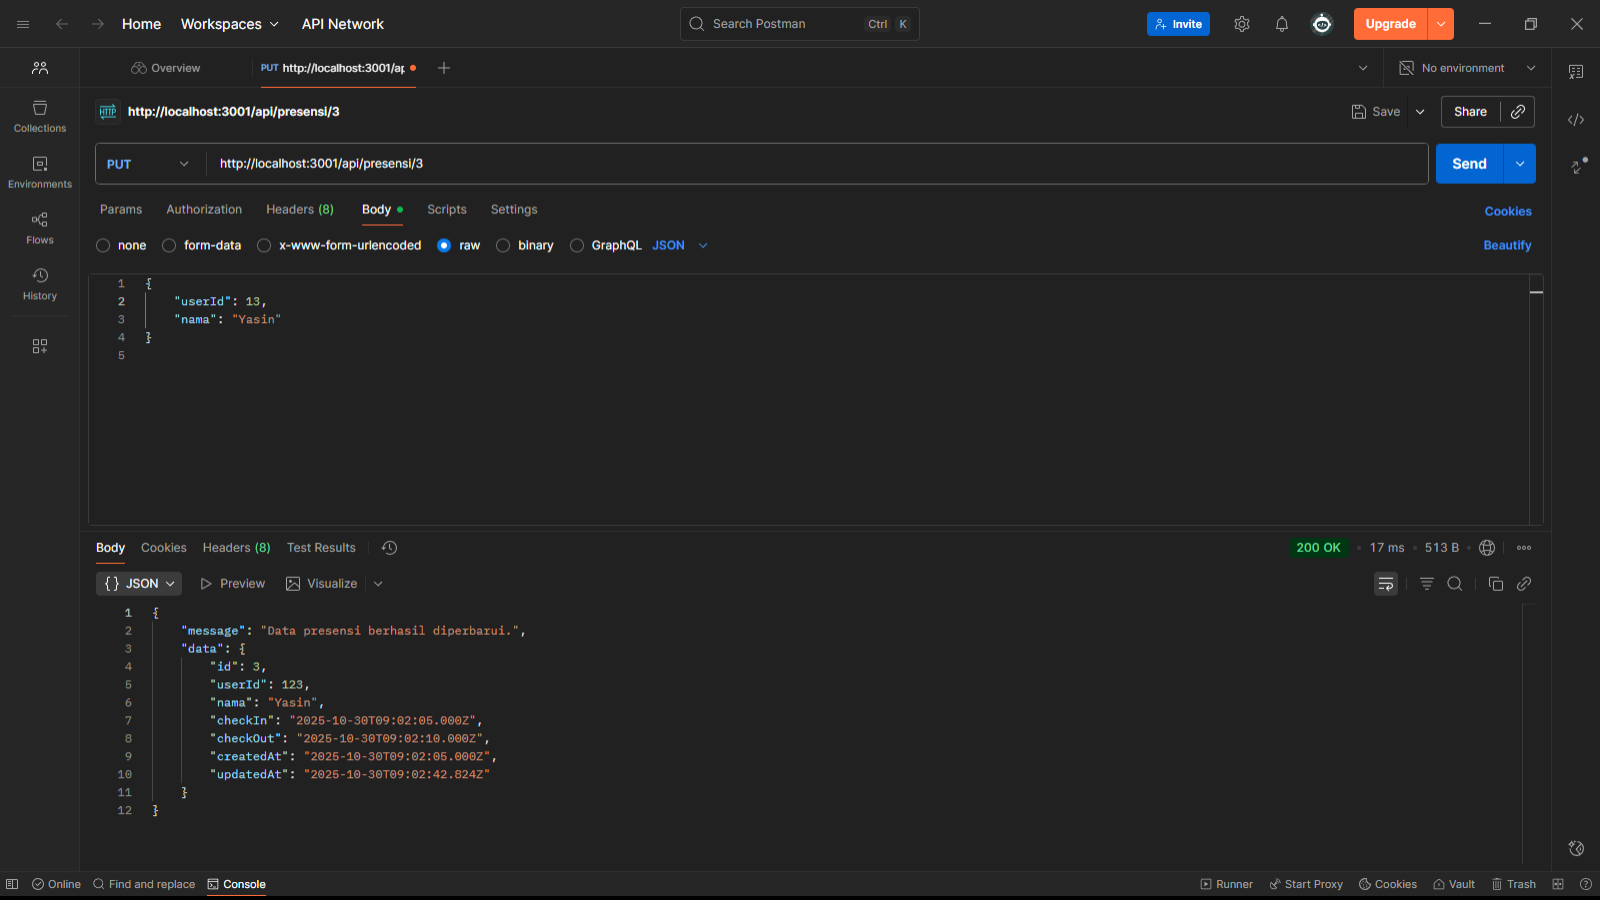 Home Workspaces API Network Search Postman Ctrl K Invite Upgrade
Overview PUT http://localhost:3001/ap No environment
http://localhost:3001/api/presensi/3 Save Share
PUT http://localhost:3001/api/presensi/3 Send
Params Authorization Headers (8) Body Scripts Settings Cookies
none form-data x-www-form-urlencoded raw binary GraphQL JSON Beautify
1 {
2 "userId": 13,
3 "nama": "Yasin"
4 }
5
Collections
Environments
Flows
History
Body Cookies Headers (8) Test Results 200 OK • 17 ms • 513 B •
{} JSON Preview Visualize
1 {
2 "message": "Data presensi berhasil diperbarui.",
3 "data": {
4 "id": 3,
5 "userId": 123,
6 "nama": "Yasin",
7 "checkIn": "2025-10-30T09:02:05.000Z",
8 "checkOut": "2025-10-30T09:02:10.000Z",
9 "createdAt": "2025-10-30T09:02:05.000Z",
10 "updatedAt": "2025-10-30T09:02:42.824Z"
11 }
12 }
Online Find and replace Console Runner Start Proxy Cookies Vault Trash